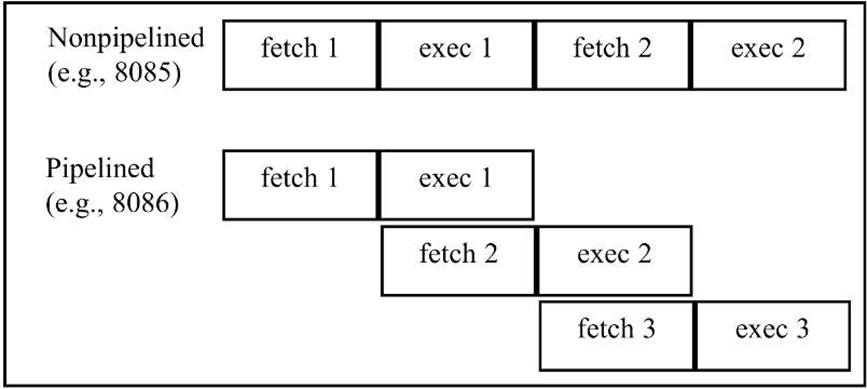 Nonpipelined
(e.g., 8085)
fetch 1 exec 1 fetch 2 exec 2
Pipelined
(e.g., 8086)
fetch 1 exec 1
fetch 2 exec 2
fetch 3 exec 3